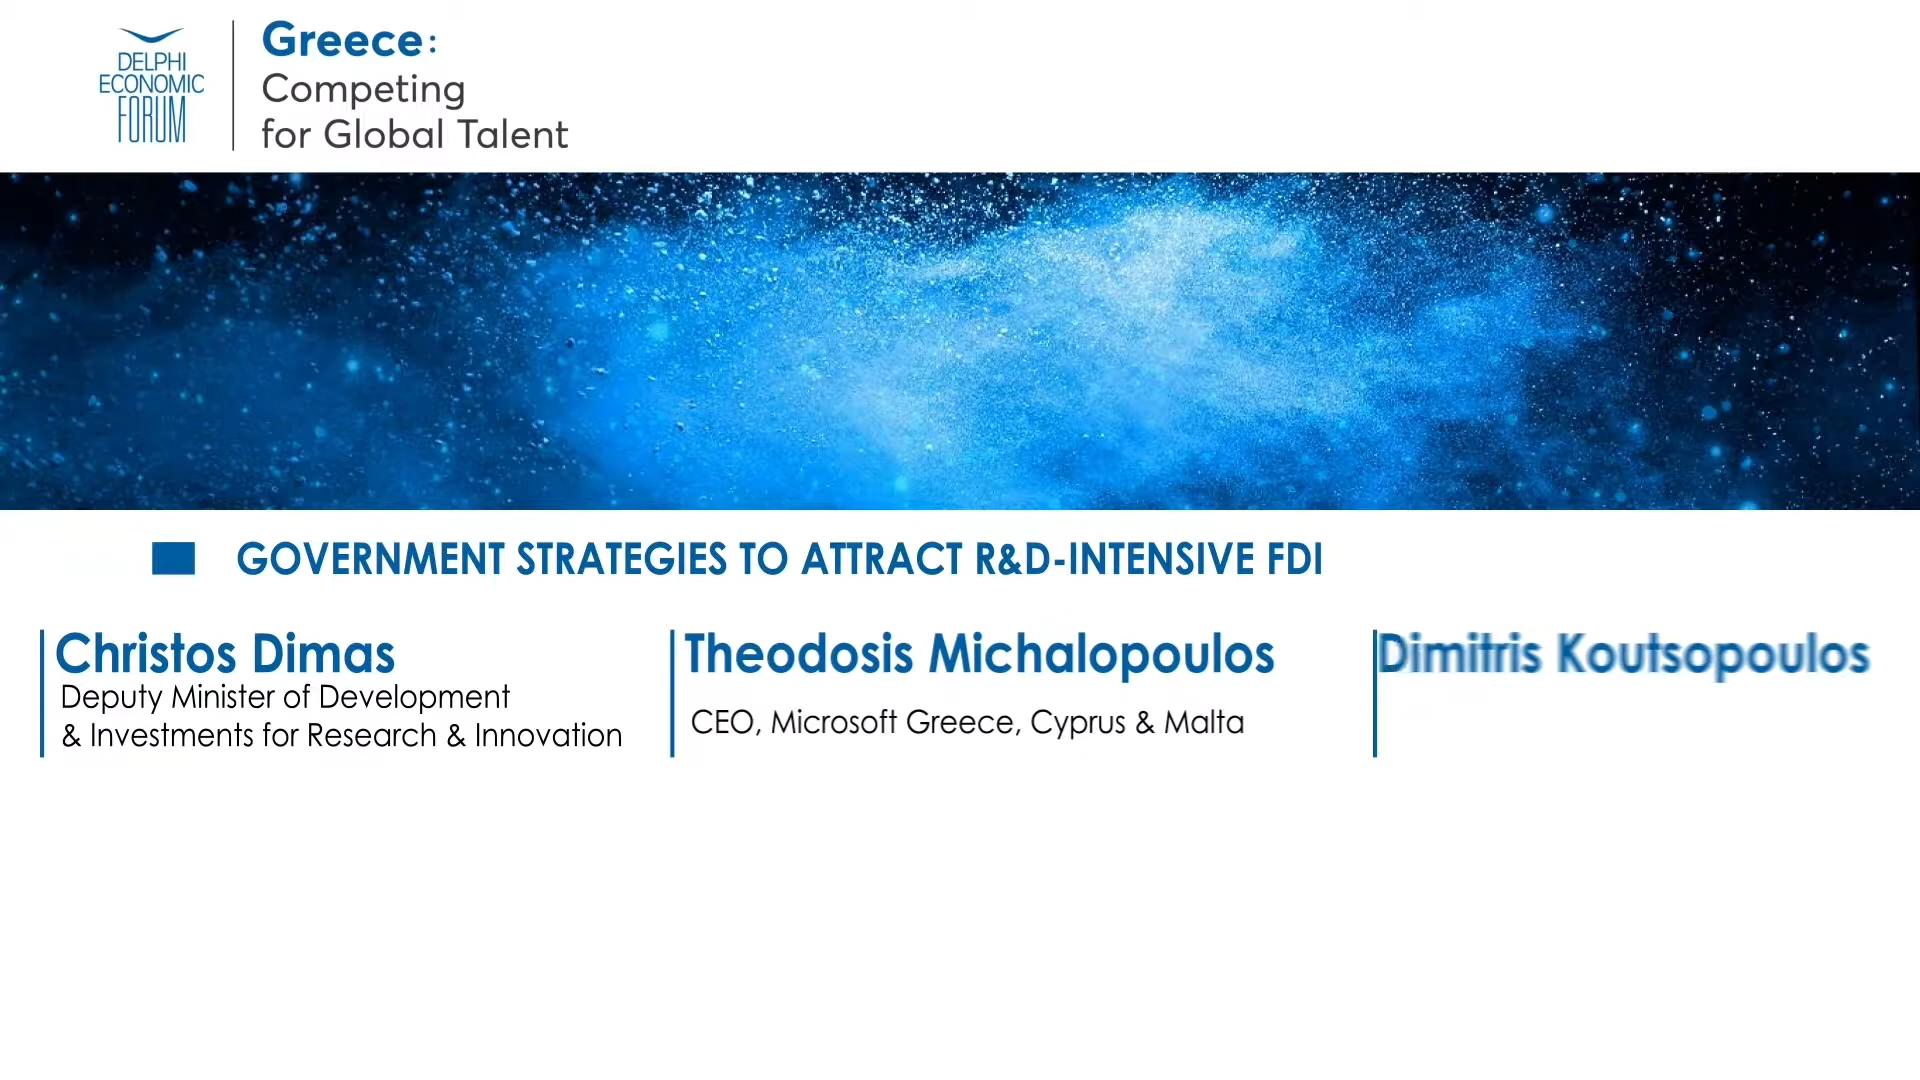 DELPHI
ECONOMIC
FORUM
Greece:
Competing
for Global Talent
GOVERNMENT STRATEGIES TO ATTRACT R&D-INTENSIVE FDI
Christos Dimas
Deputy Minister of Development
& Investments for Research & Innovation
Theodosis Michalopoulos
CEO, Microsoft Greece, Cyprus & Malta
Dimitris Koutsopoulos